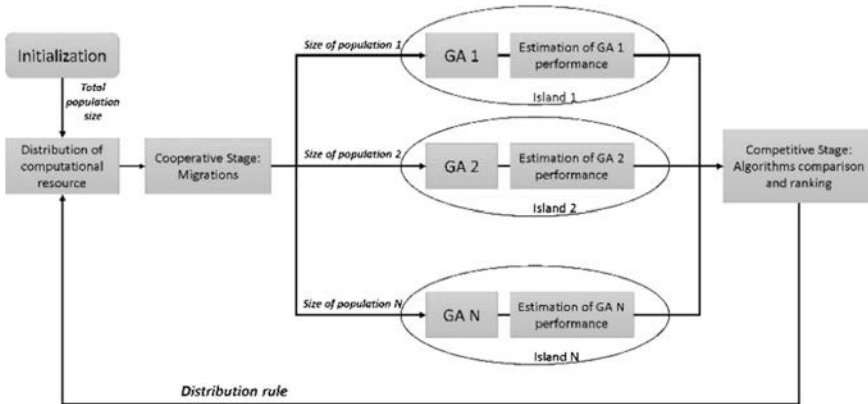 Initialization
Total
population
size
Distribution of
computational
resource
Cooperative Stage:
Migrations
Size of population 1
GA 1
Estimation of GA 1
performance
Island 1
Size of population 2
GA 2
Estimation of GA 2
performance
Island 2
Size of population N
GA N
Estimation of GA N
performance
Island N
Competitive Stage:
Algorithms comparison
and ranking
Distribution rule